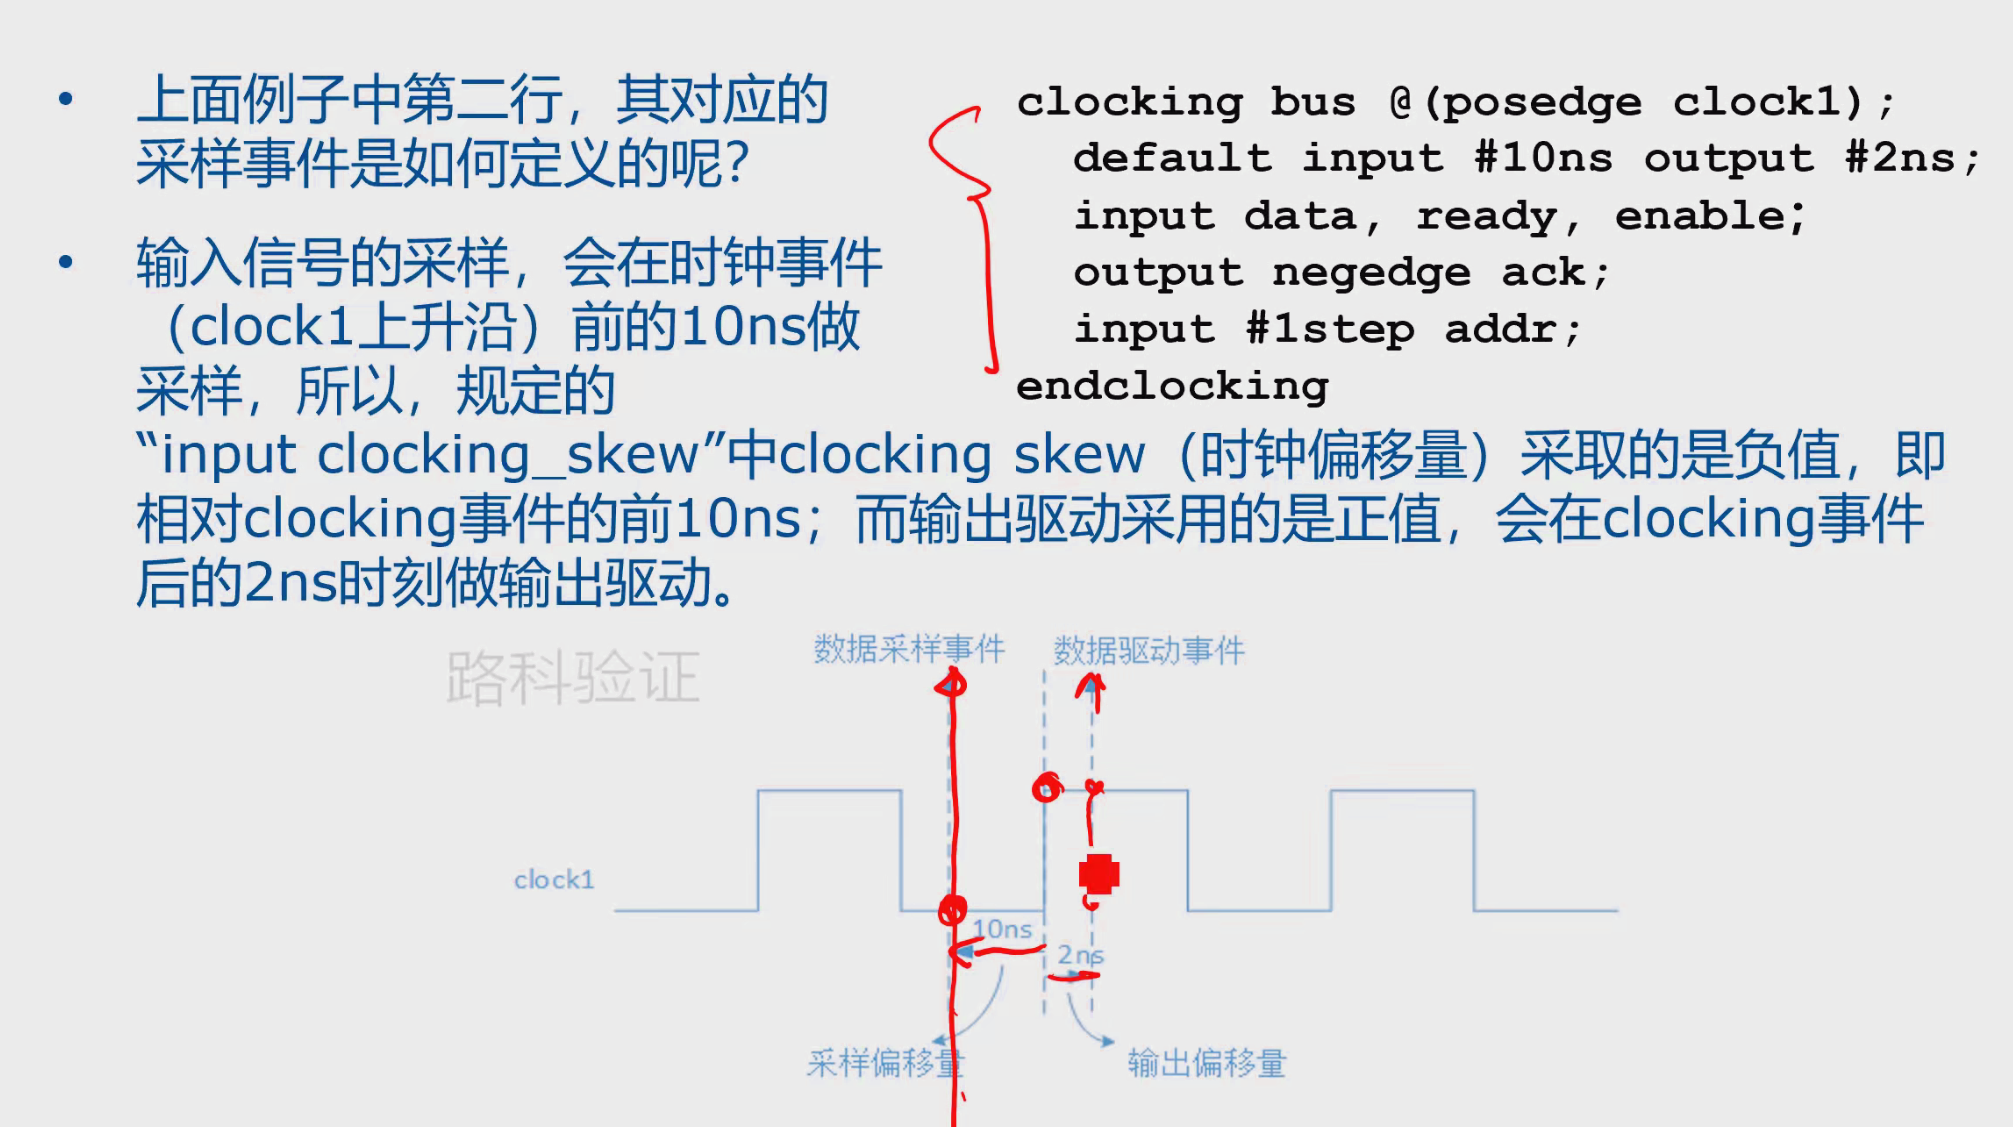 上面例子中第二行，其对应的
采样事件是如何定义的呢？
输入信号的采样，会在时钟事件
（clock1上升沿）前的10ns做
采样，所以，规定的
“input clocking_skew”中clocking skew（时钟偏移量）采取的是负值，即
相对clocking事件的前10ns；而输出驱动采用的是正值，会在clocking事件
后的2ns时刻做输出驱动。
clocking bus @(posedge clock1);
default input #10ns output #2ns;
input data, ready, enable;
output negedge ack;
input #1step addr;
endclocking
路科验证
数据采样事件
数据驱动事件
clock1
10ns
2ns
采样偏移量
输出偏移量